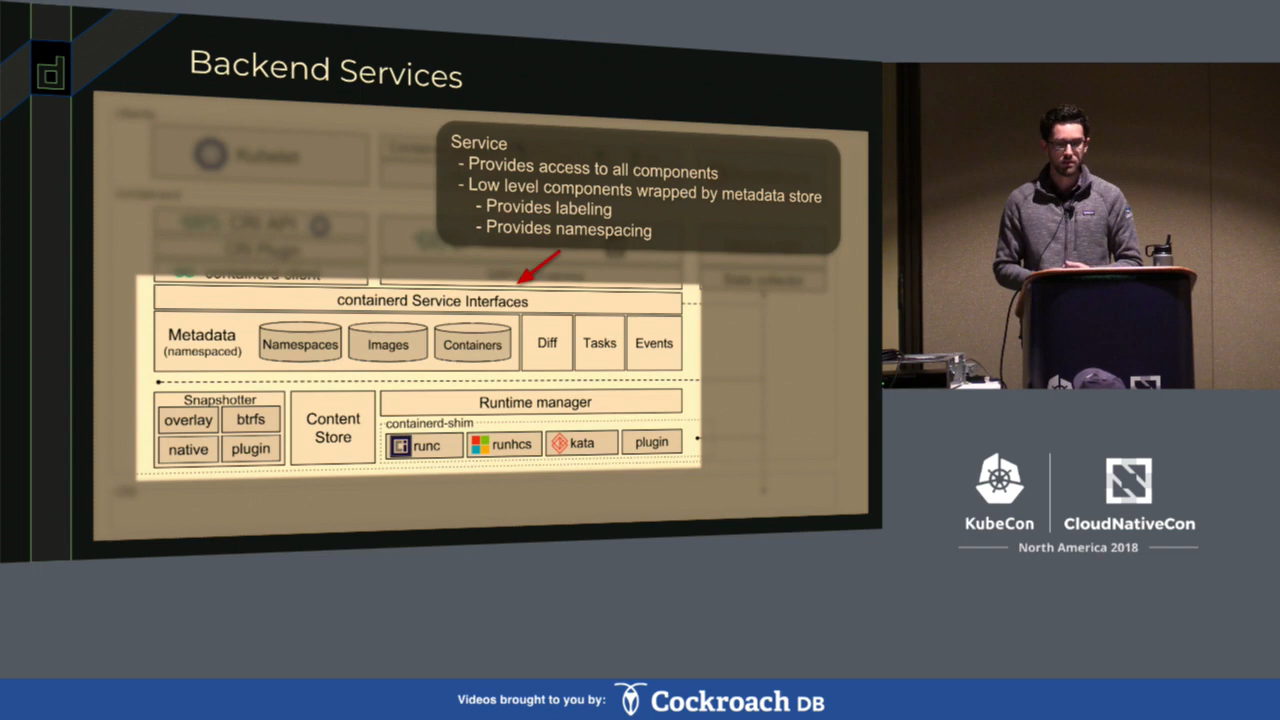 Backend Services
Service
- Provides access to all components
- Low level components wrapped by metadata store
- Provides labeling
- Provides namespacing
containerd client
containerd Service Interfaces
Metadata
(namespaced)
Namespaces
Images
Containers
Diff
Tasks
Events
Snapshotter
overlay
btrfs
native
plugin
Content
Store
Runtime manager
containerd-shim
runc
runhcs
kata
plugin
KubeCon
CloudNativeCon
North America 2018
Videos brought to you by:
Cockroach DB